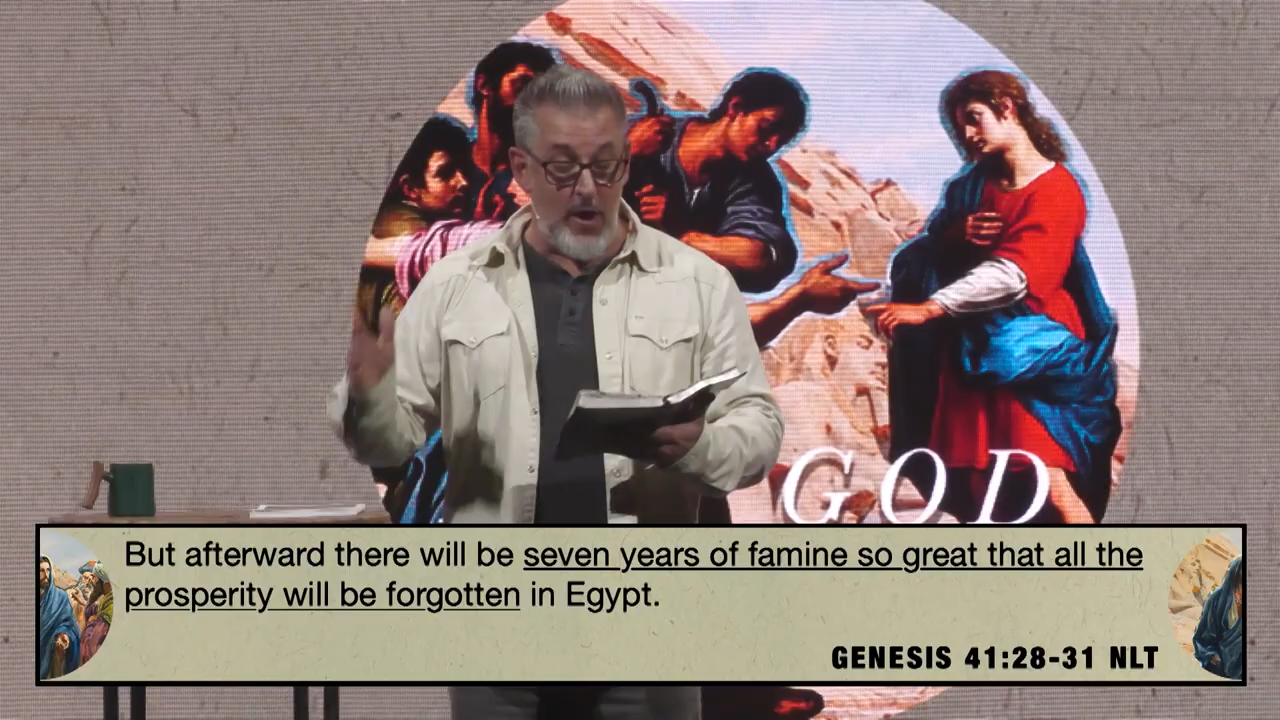 GOD
But afterward there will be seven years of famine so great that all the
prosperity will be forgotten in Egypt.
GENESIS 41:28-31 NLT